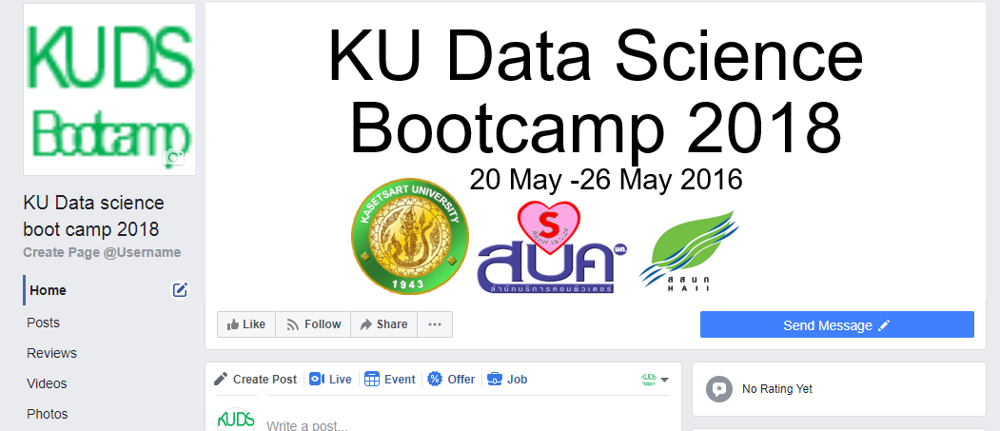 KUDS
Bootcamp
KU Data science
boot camp 2018
Create Page @Username
Home
Posts
Reviews
Videos
Photos
KU Data Science
Bootcamp 2018
20 May -26 May 2016
KASETSART UNIVERSITY
1943
S
สบค มก.
สำนักบริการคอมพิวเตอร์
สสนก
HAII
Like Follow Share ...
Send Message
Create Post Live Event Offer Job
KUDS
No Rating Yet
KUDS
Write a post...